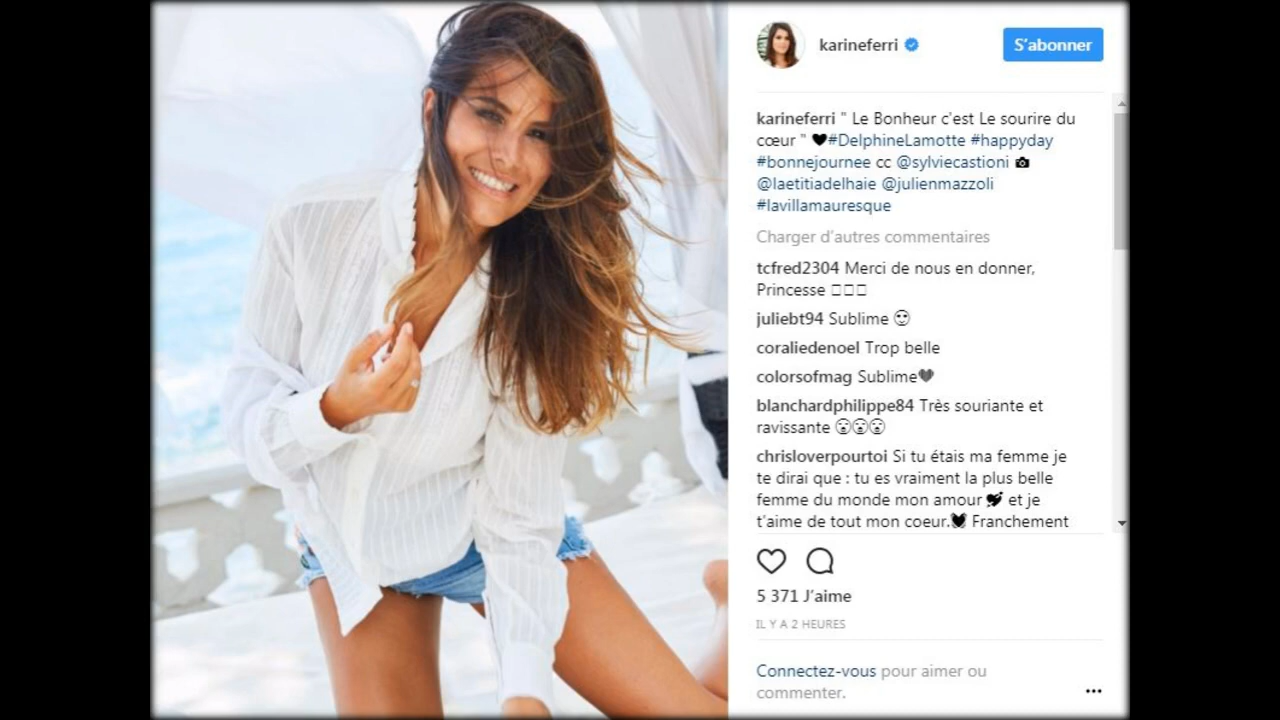 karineferri
S'abonner
karineferri " Le Bonheur c'est Le sourire du
cœur " #DelphineLamotte #happyday
#bonnejournee cc @sylviecastioni
@laetitiadelhaie @julienmazzoli
#lavillamauresque
Charger d'autres commentaires
tcfred2304 Merci de nous en donner,
Princesse
juliebt94 Sublime
coraliedenoel Trop belle
colorsofmag Sublime
blanchardphilippe84 Très souriante et
ravissante
chrisloverpourtoi Si tu étais ma femme je
te dirai que : tu es vraiment la plus belle
femme du monde mon amour et je
t'aime de tout mon coeur. Franchement
5 371 J'aime
IL Y A 2 HEURES
Connectez-vous pour aimer ou
commenter.